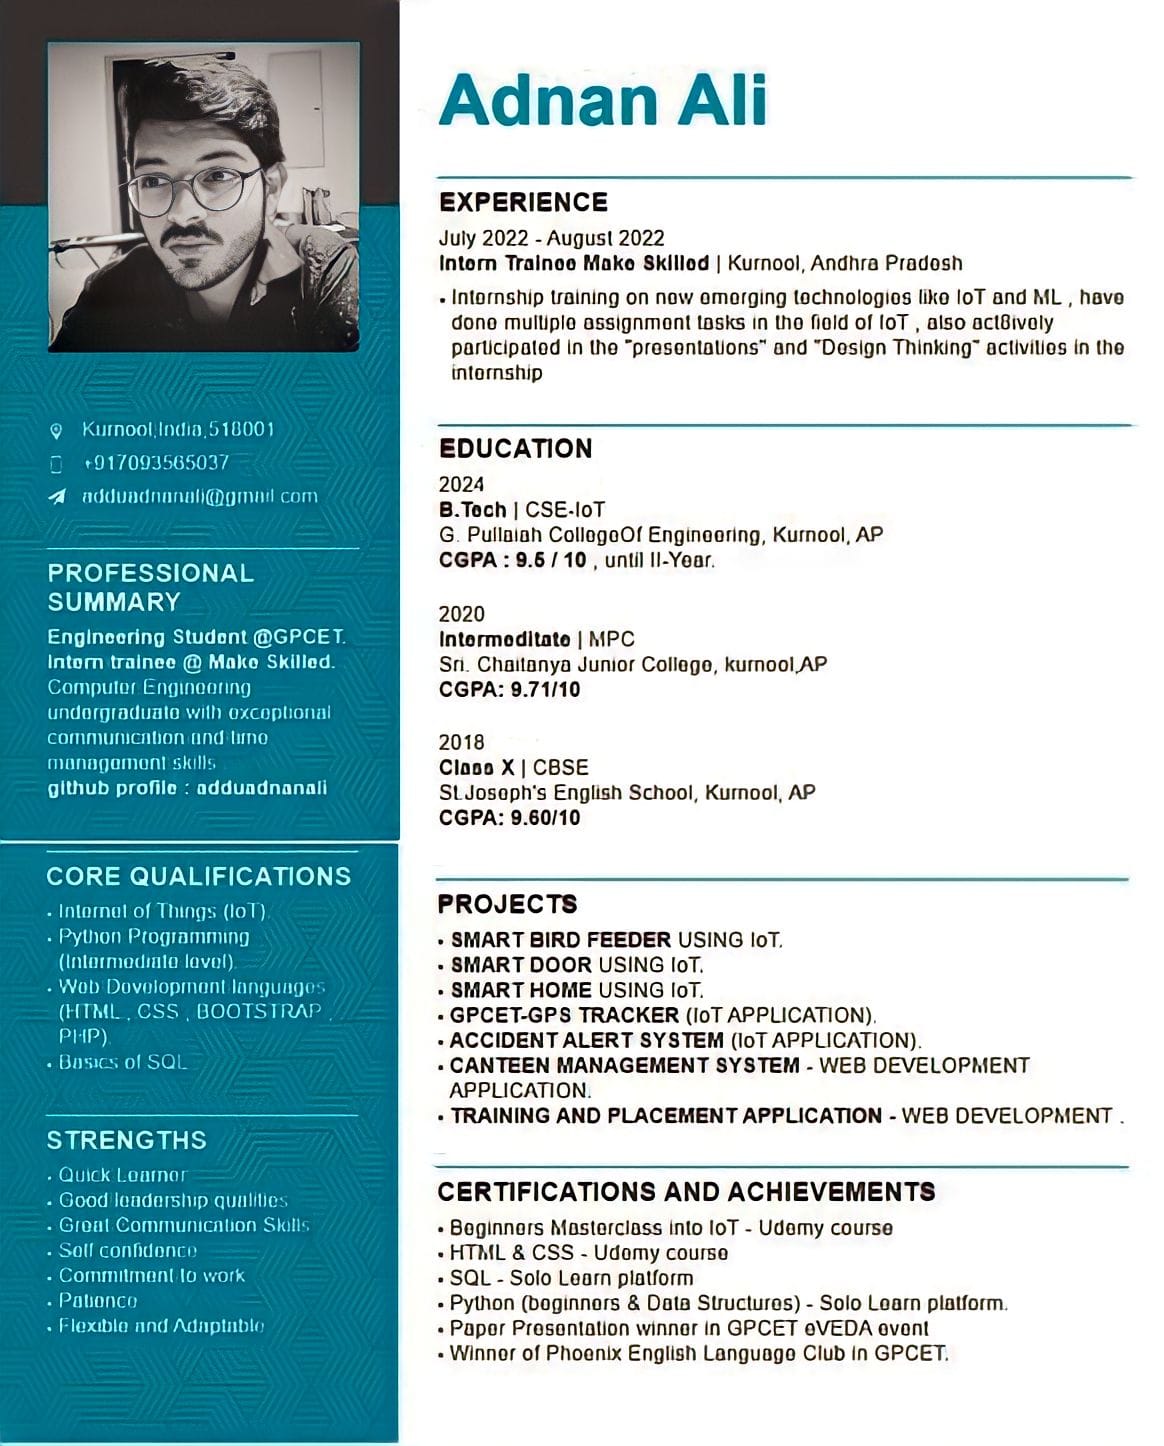 Adnan Ali
EXPERIENCE
July 2022 - August 2022
Intern Trainee Make Skilled | Kurnool, Andhra Pradesh
• Internship training on new emerging technologies like IoT and ML , have
done multiple assignment tasks in the field of IoT , also act8ively
participated in the "presentations" and "Design Thinking" activities in the
internship
EDUCATION
2024
B.Tech | CSE-IoT
G. Pullaiah CollegeOf Engineering, Kurnool, AP
CGPA : 9.5 / 10 , until II-Year.
2020
Intermeditate | MPC
Sri. Chaitanya Junior College, kurnool,AP
CGPA: 9.71/10
2018
Class X | CBSE
St.Joseph's English School, Kurnool, AP
CGPA: 9.60/10
PROJECTS
• SMART BIRD FEEDER USING IoT.
• SMART DOOR USING IoT.
• SMART HOME USING IoT.
• GPCET-GPS TRACKER (IoT APPLICATION).
• ACCIDENT ALERT SYSTEM (IoT APPLICATION).
• CANTEEN MANAGEMENT SYSTEM - WEB DEVELOPMENT
APPLICATION.
• TRAINING AND PLACEMENT APPLICATION - WEB DEVELOPMENT .
CERTIFICATIONS AND ACHIEVEMENTS
• Beginners Masterclass into IoT - Udemy course
• HTML & CSS - Udemy course
• SQL - Solo Learn platform
• Python (beginners & Data Structures) - Solo Learn platform.
• Paper Presentation winner in GPCET eVEDA event
• Winner of Phoenix English Language Club in GPCET.
Kurnool,India,518001
+917093565037
adduadnanali@gmail.com
PROFESSIONAL
SUMMARY
Engineering Student @GPCET.
Intern trainee @ Make Skilled.
Computer Engineering
undergraduate with exceptional
communication and time
management skills
github profile : adduadnanali
CORE QUALIFICATIONS
• Internet of Things (IoT).
• Python Programming
(Intermediate level).
• Web Development languages
(HTML , CSS , BOOTSTRAP ,
PHP).
• Basics of SQL
STRENGTHS
• Quick Learner
• Good leadership qualities
• Great Communication Skills
• Self confidence
• Commitment to work
• Patience
• Flexible and Adaptable